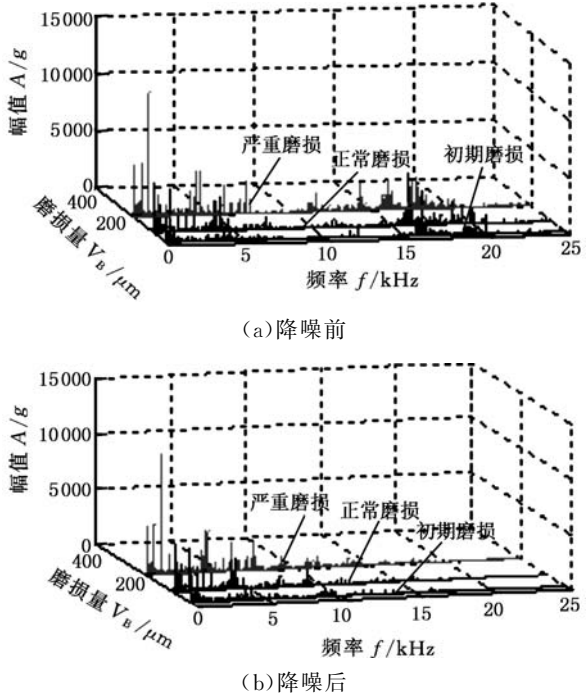 15000
10000
5000
0
幅值 A/g
400
200
磨损量 V_B/μm
严重磨损
正常磨损
初期磨损
0 5 10 15 20 25
频率 f/kHz
(a)降噪前
15000
10000
5000
0
幅值 A/g
400
200
磨损量 V_B/μm
严重磨损
正常磨损
初期磨损
0 5 10 15 20 25
频率 f/kHz
(b)降噪后